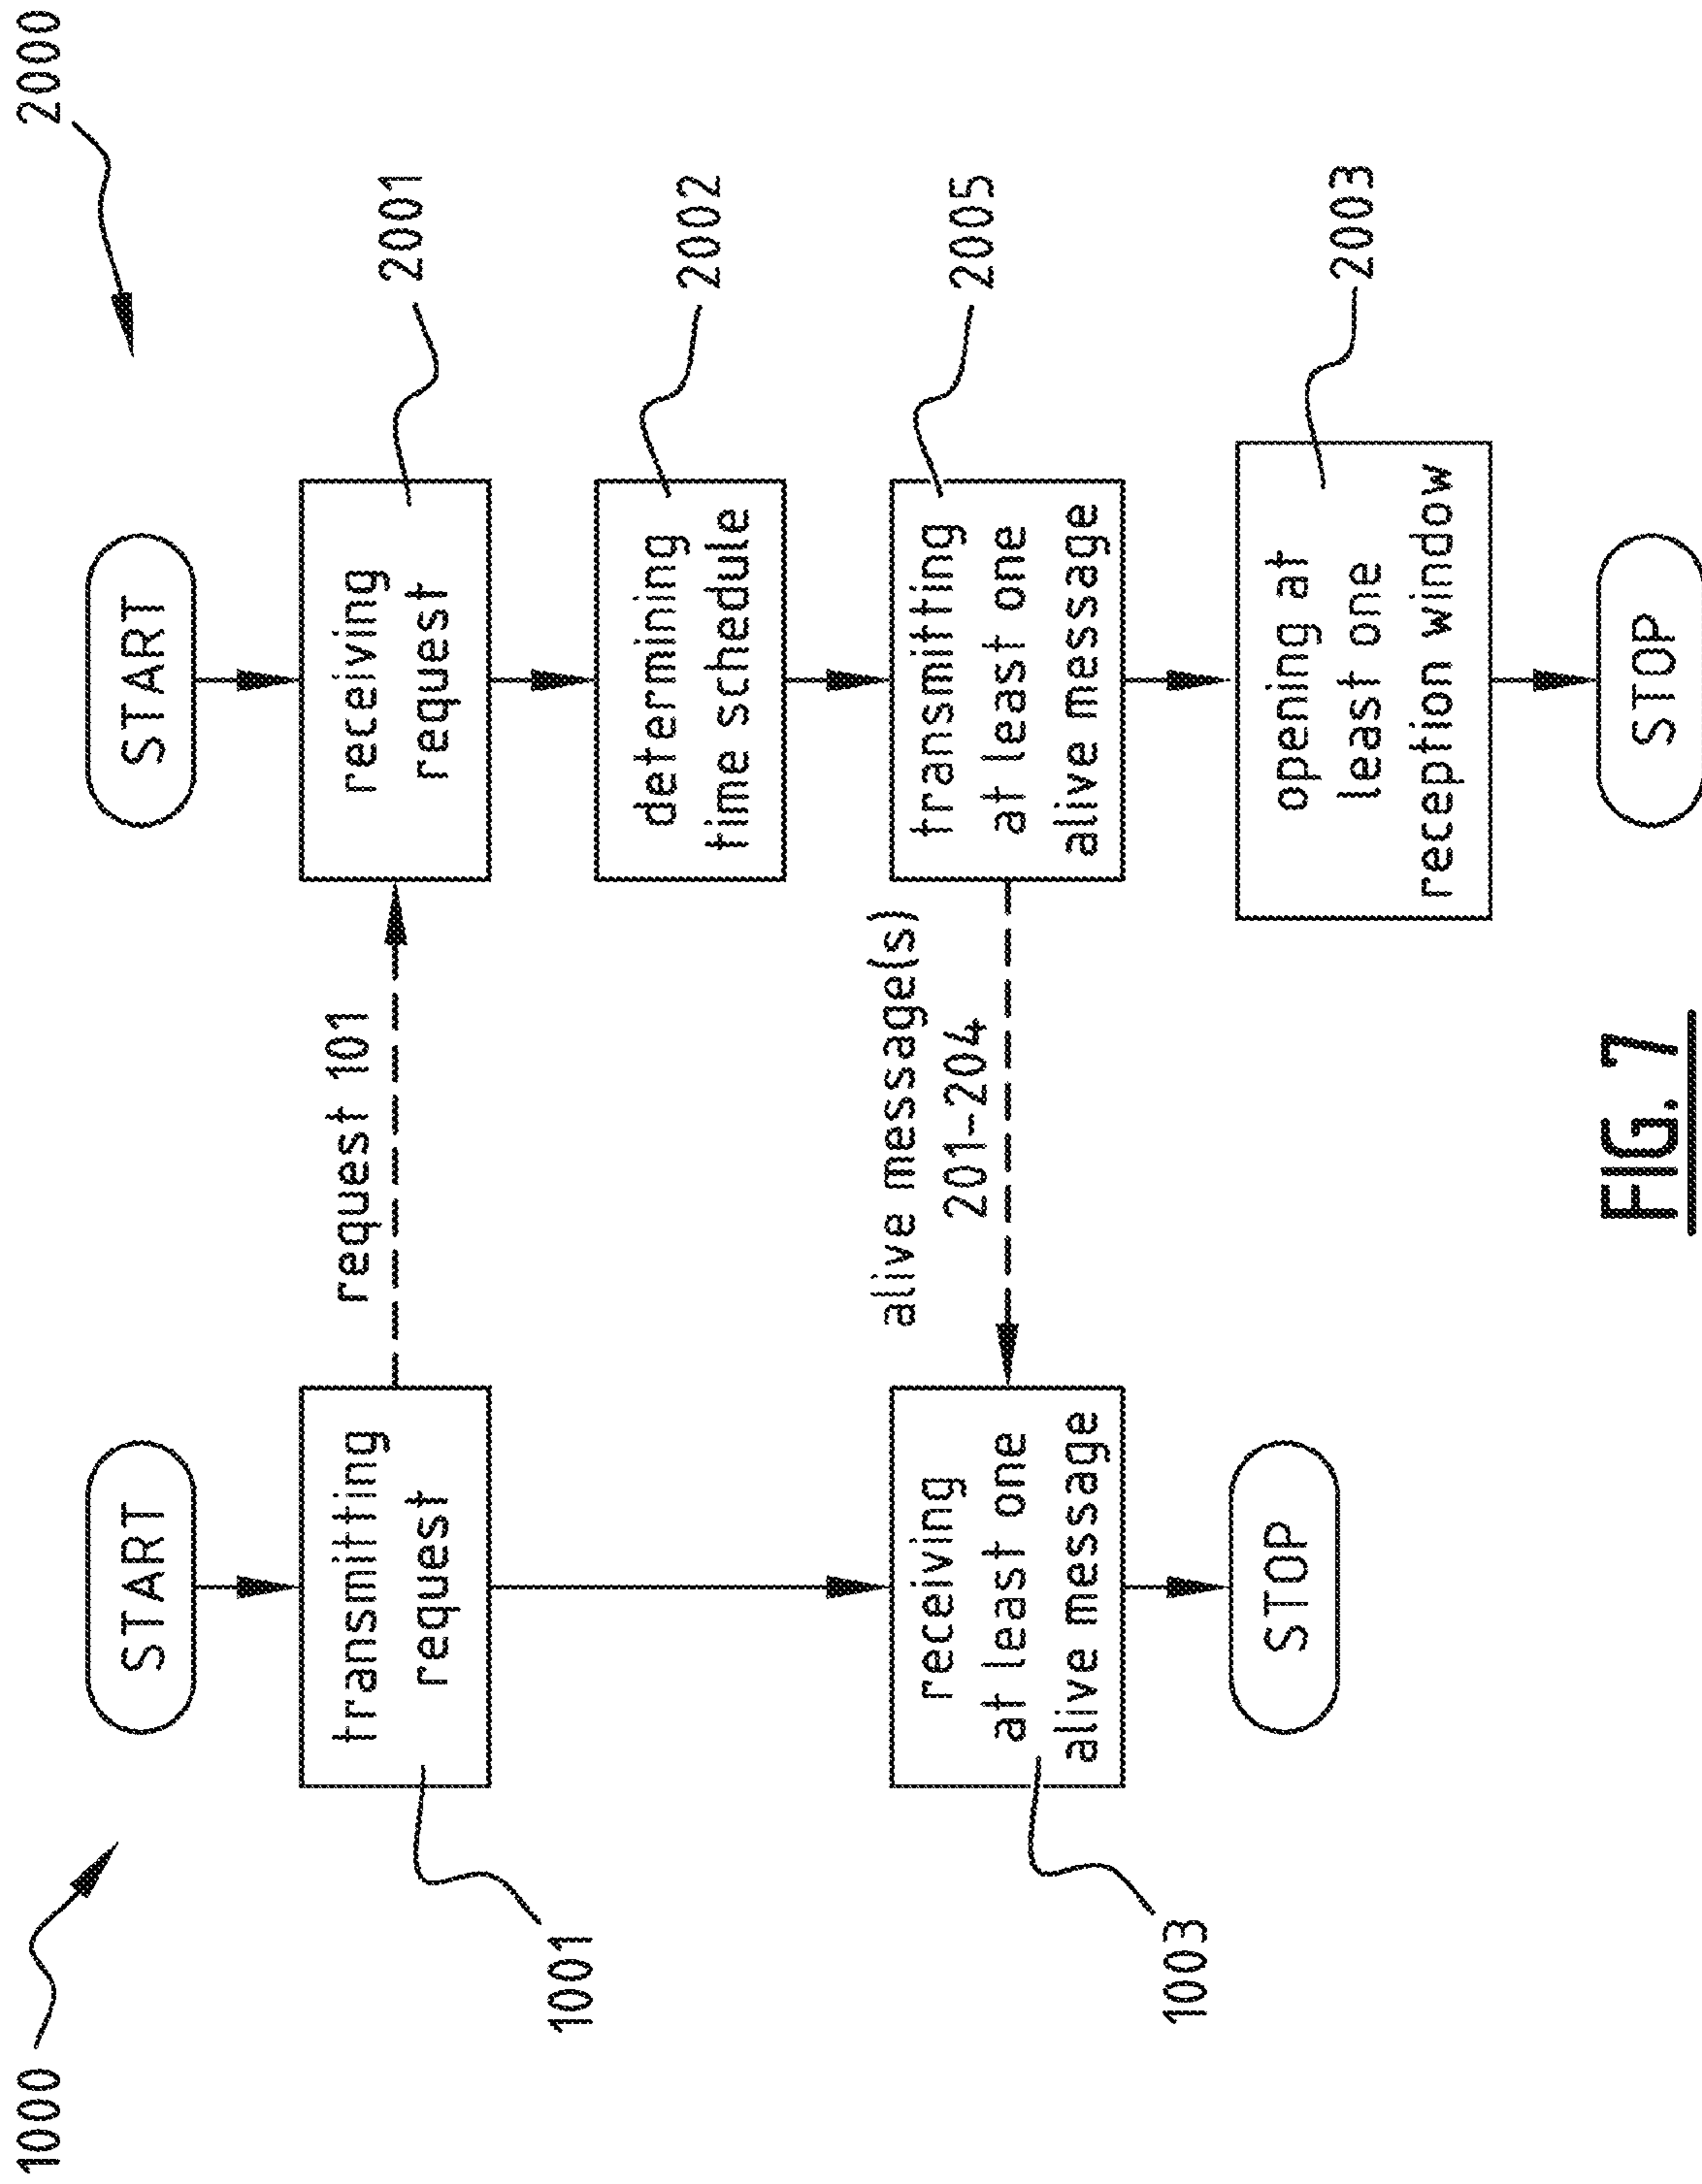 1000
2000
START
START
transmitting
request
1001
request 101
receiving
request
2001
determining
time schedule
2002
receiving
at least one
alive message
1003
alive message(s)
201-204
transmitting
at least one
alive message
2005
STOP
opening at
least one
reception window
2003
STOP
FIG. 7